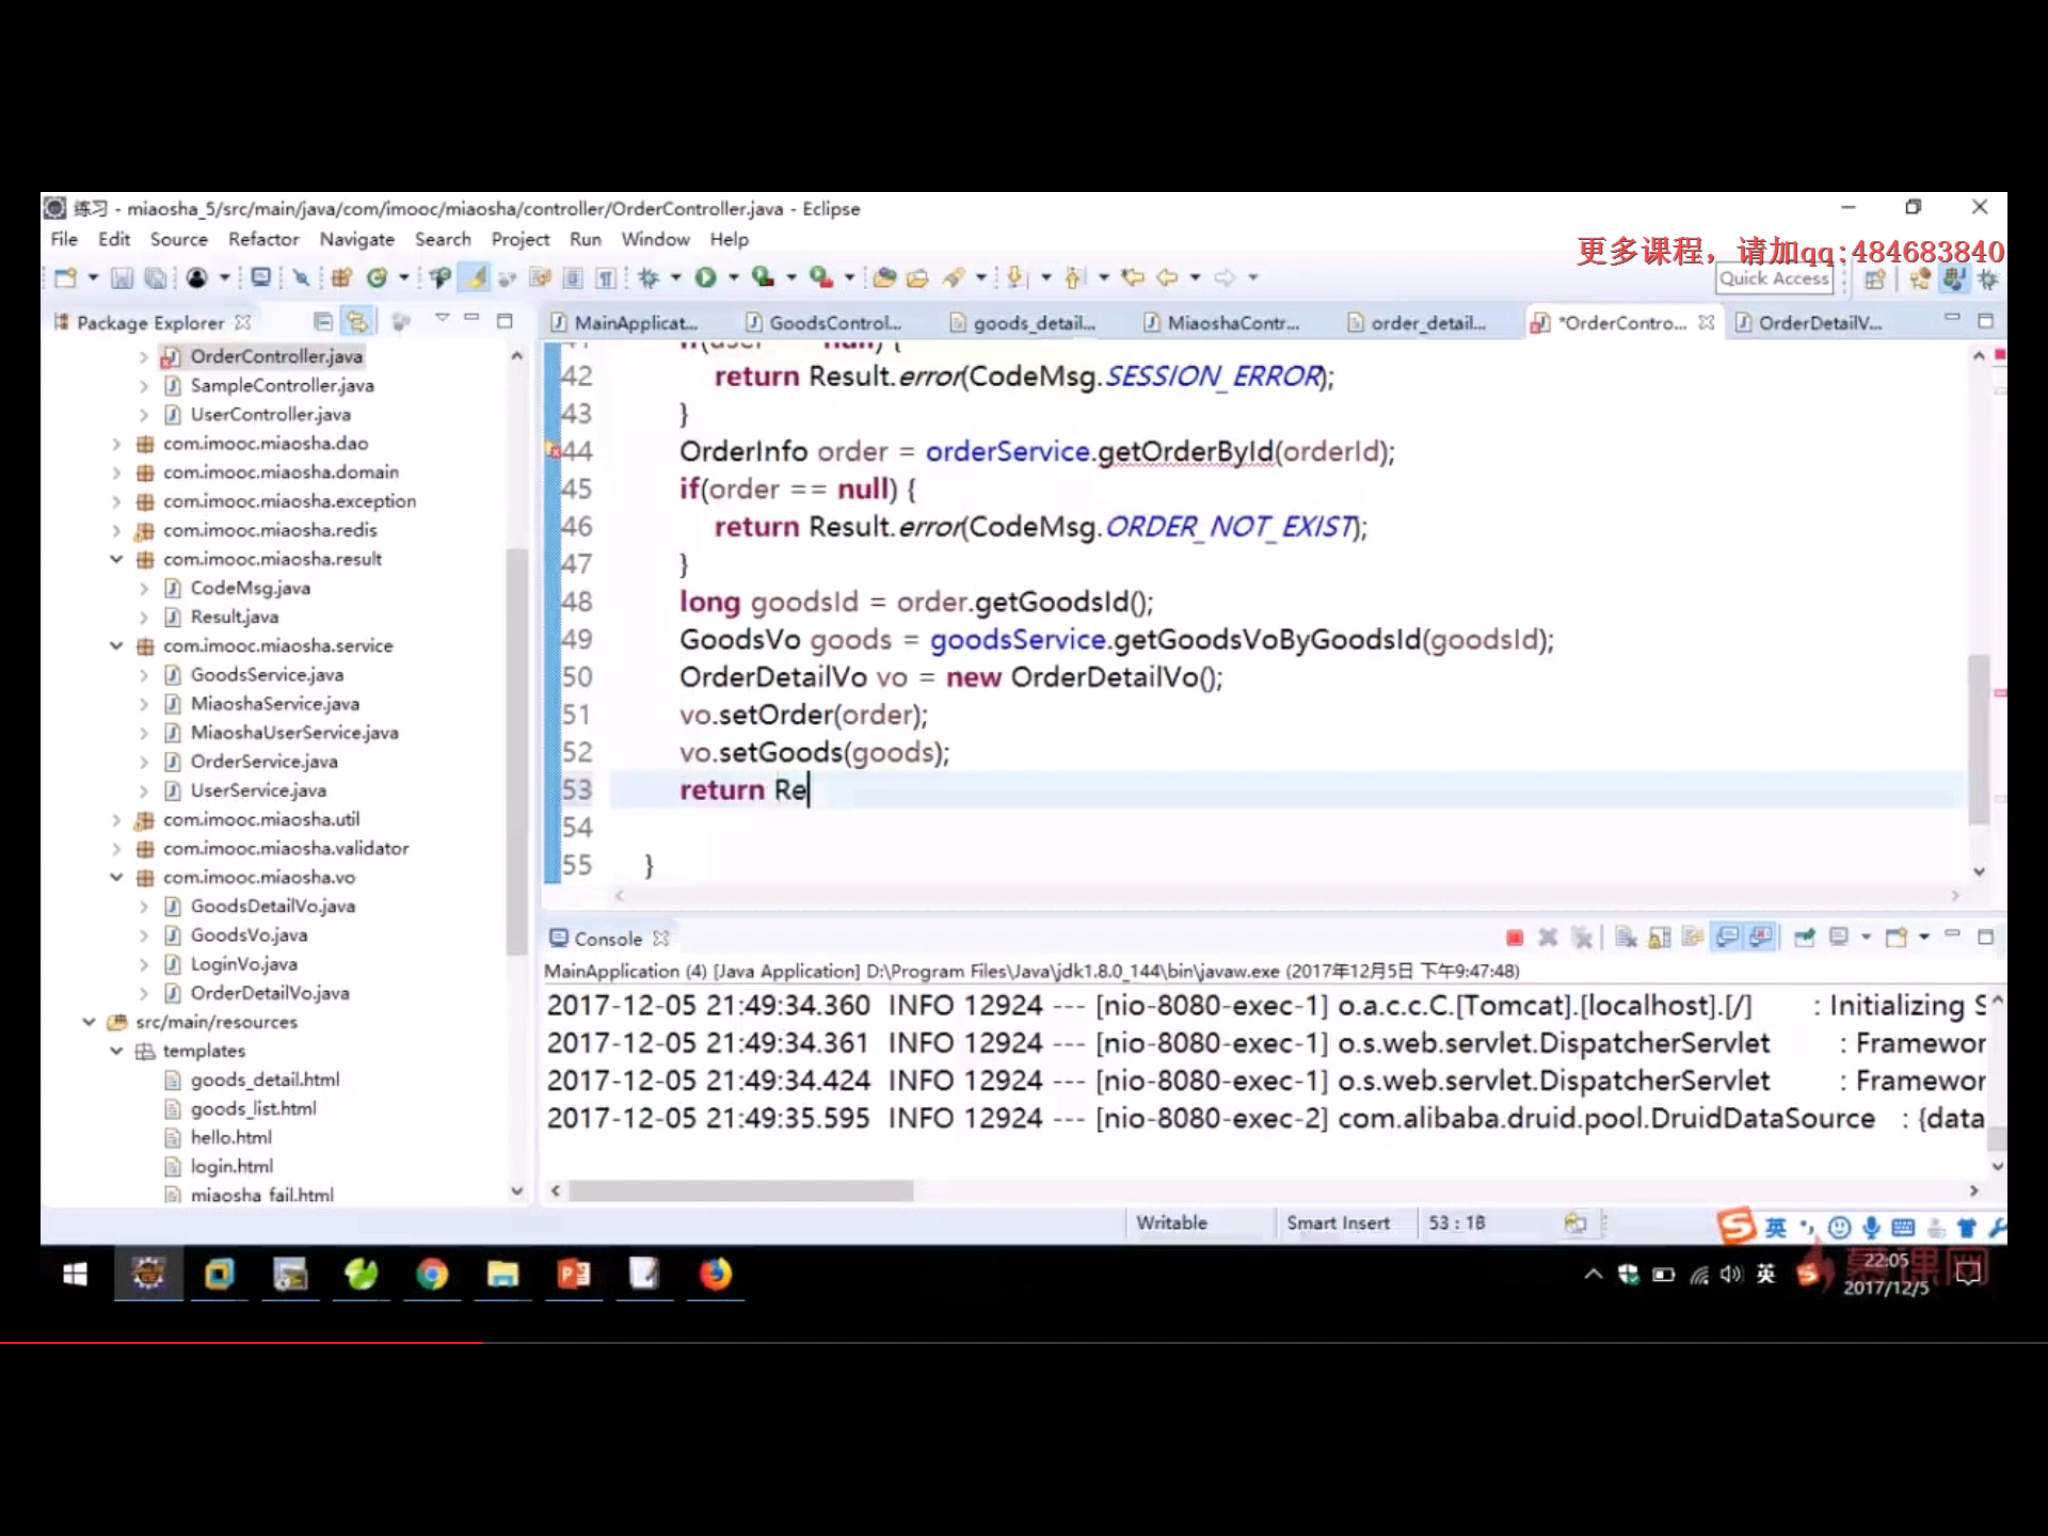 练习 - miaosha_5/src/main/java/com/imooc/miaosha/controller/OrderController.java - Eclipse
File Edit Source Refactor Navigate Search Project Run Window Help
更多课程，请加qq:484683840
Quick Access
Package Explorer
MainApplicat... GoodsControl... goods_detail... MiaoshaContr... order_detail... *OrderContro... OrderDetailV...
OrderController.java
SampleController.java
UserController.java
com.imooc.miaosha.dao
com.imooc.miaosha.domain
com.imooc.miaosha.exception
com.imooc.miaosha.redis
com.imooc.miaosha.result
CodeMsg.java
Result.java
com.imooc.miaosha.service
GoodsService.java
MiaoshaService.java
MiaoshaUserService.java
OrderService.java
UserService.java
com.imooc.miaosha.util
com.imooc.miaosha.validator
com.imooc.miaosha.vo
GoodsDetailVo.java
GoodsVo.java
LoginVo.java
OrderDetailVo.java
src/main/resources
templates
goods_detail.html
goods_list.html
hello.html
login.html
miaosha_fail.html
42 return Result.error(CodeMsg.SESSION_ERROR);
43 }
44 OrderInfo order = orderService.getOrderById(orderId);
45 if(order == null) {
46 return Result.error(CodeMsg.ORDER_NOT_EXIST);
47 }
48 long goodsId = order.getGoodsId();
49 GoodsVo goods = goodsService.getGoodsVoByGoodsId(goodsId);
50 OrderDetailVo vo = new OrderDetailVo();
51 vo.setOrder(order);
52 vo.setGoods(goods);
53 return Re
54
55 }
Console
MainApplication (4) [Java Application] D:\Program Files\Java\jdk1.8.0_144\bin\javaw.exe (2017年12月5日 下午9:47:48)
2017-12-05 21:49:34.360 INFO 12924 --- [nio-8080-exec-1] o.a.c.c.C.[Tomcat].[localhost].[/] : Initializing S
2017-12-05 21:49:34.361 INFO 12924 --- [nio-8080-exec-1] o.s.web.servlet.DispatcherServlet : Framewor
2017-12-05 21:49:34.424 INFO 12924 --- [nio-8080-exec-1] o.s.web.servlet.DispatcherServlet : Framewor
2017-12-05 21:49:35.595 INFO 12924 --- [nio-8080-exec-2] com.alibaba.druid.pool.DruidDataSource : {data
Writable Smart Insert 53 : 18
英
英
慕课网
22:05
2017/12/5